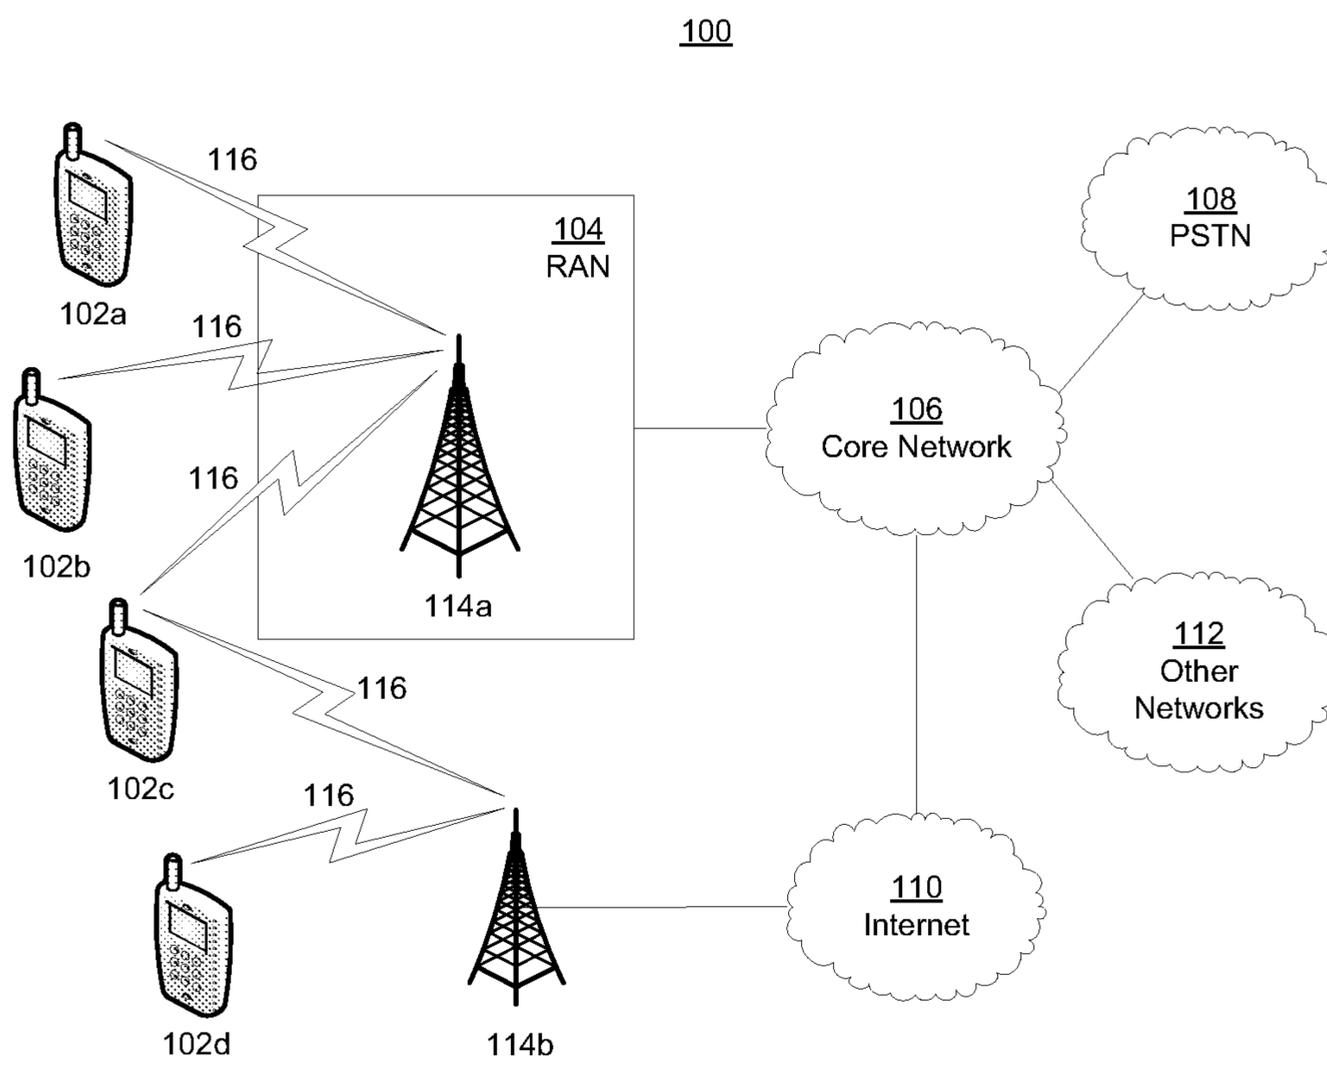 100
116
104
RAN
108
PSTN
102a
116
106
Core Network
116
102b
114a
112
Other
Networks
116
102c
116
110
Internet
102d
114b